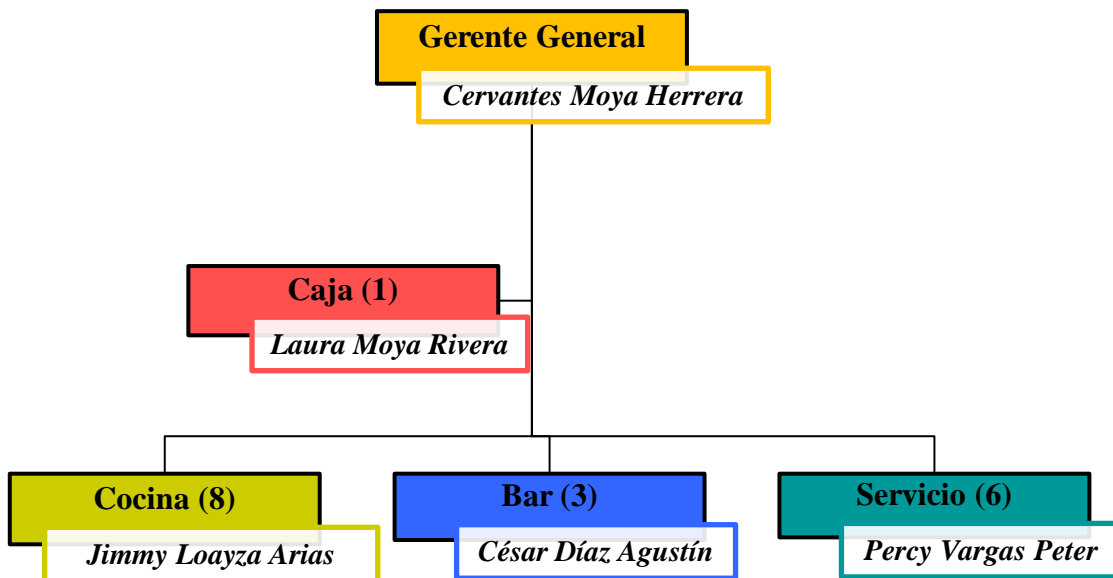 Gerente General
Cervantes Moya Herrera
Caja (1)
Laura Moya Rivera
Cocina (8)
Jimmy Loayza Arias
Bar (3)
César Díaz Agustín
Servicio (6)
Percy Vargas Peter